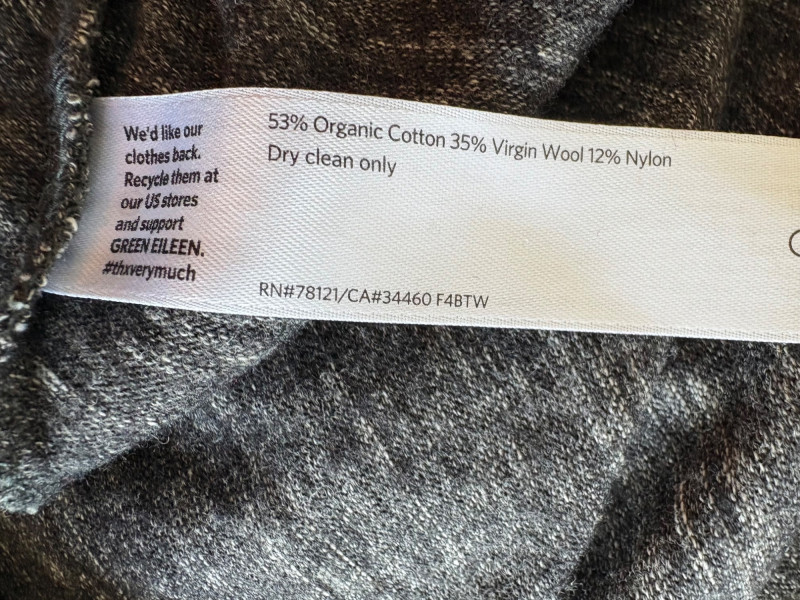 We'd like our
clothes back.
Recycle them at
our US stores
and support
GREEN EILEEN.
#thxverymuch
53% Organic Cotton 35% Virgin Wool 12% Nylon
Dry clean only
RN#78121/CA#34460 F4BTW